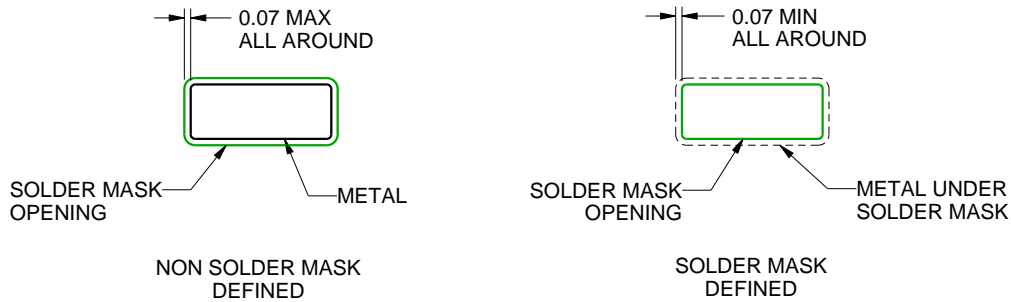 0.07 MAX
ALL AROUND
SOLDER MASK
OPENING
METAL
NON SOLDER MASK
DEFINED
0.07 MIN
ALL AROUND
SOLDER MASK
OPENING
METAL UNDER
SOLDER MASK
SOLDER MASK
DEFINED